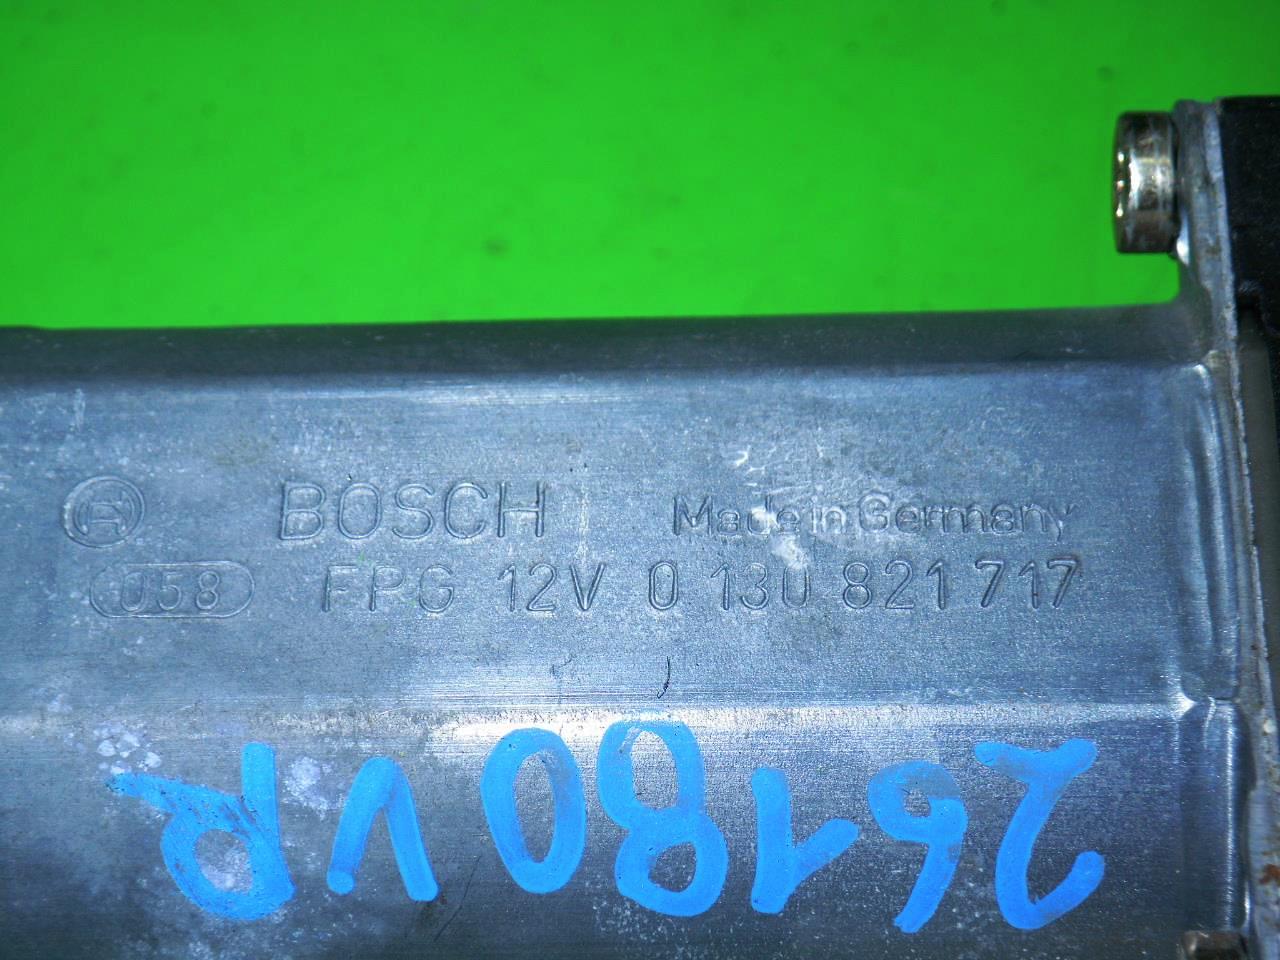 BOSCH Made in Germany
058 FPG 12V 0 130 821 717
26180VR